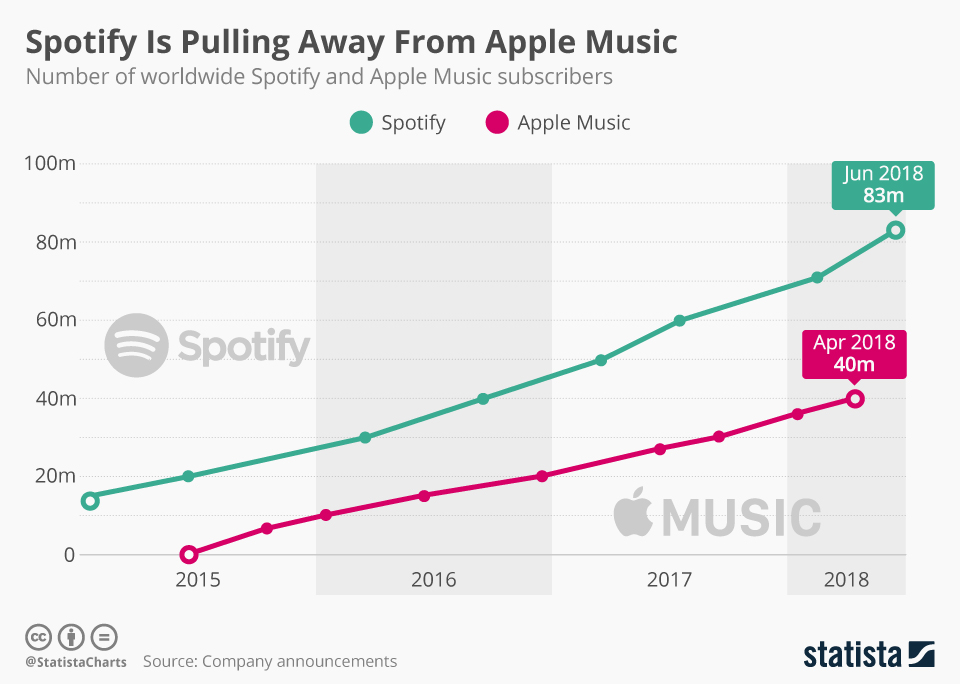 Spotify Is Pulling Away From Apple Music
Number of worldwide Spotify and Apple Music subscribers
Spotify Apple Music
100m
80m
60m
40m
20m
0
Jun 2018
83m
Spotify
Apr 2018
40m
MUSIC
2015 2016 2017 2018
cc
@StatistaCharts Source: Company announcements
statista